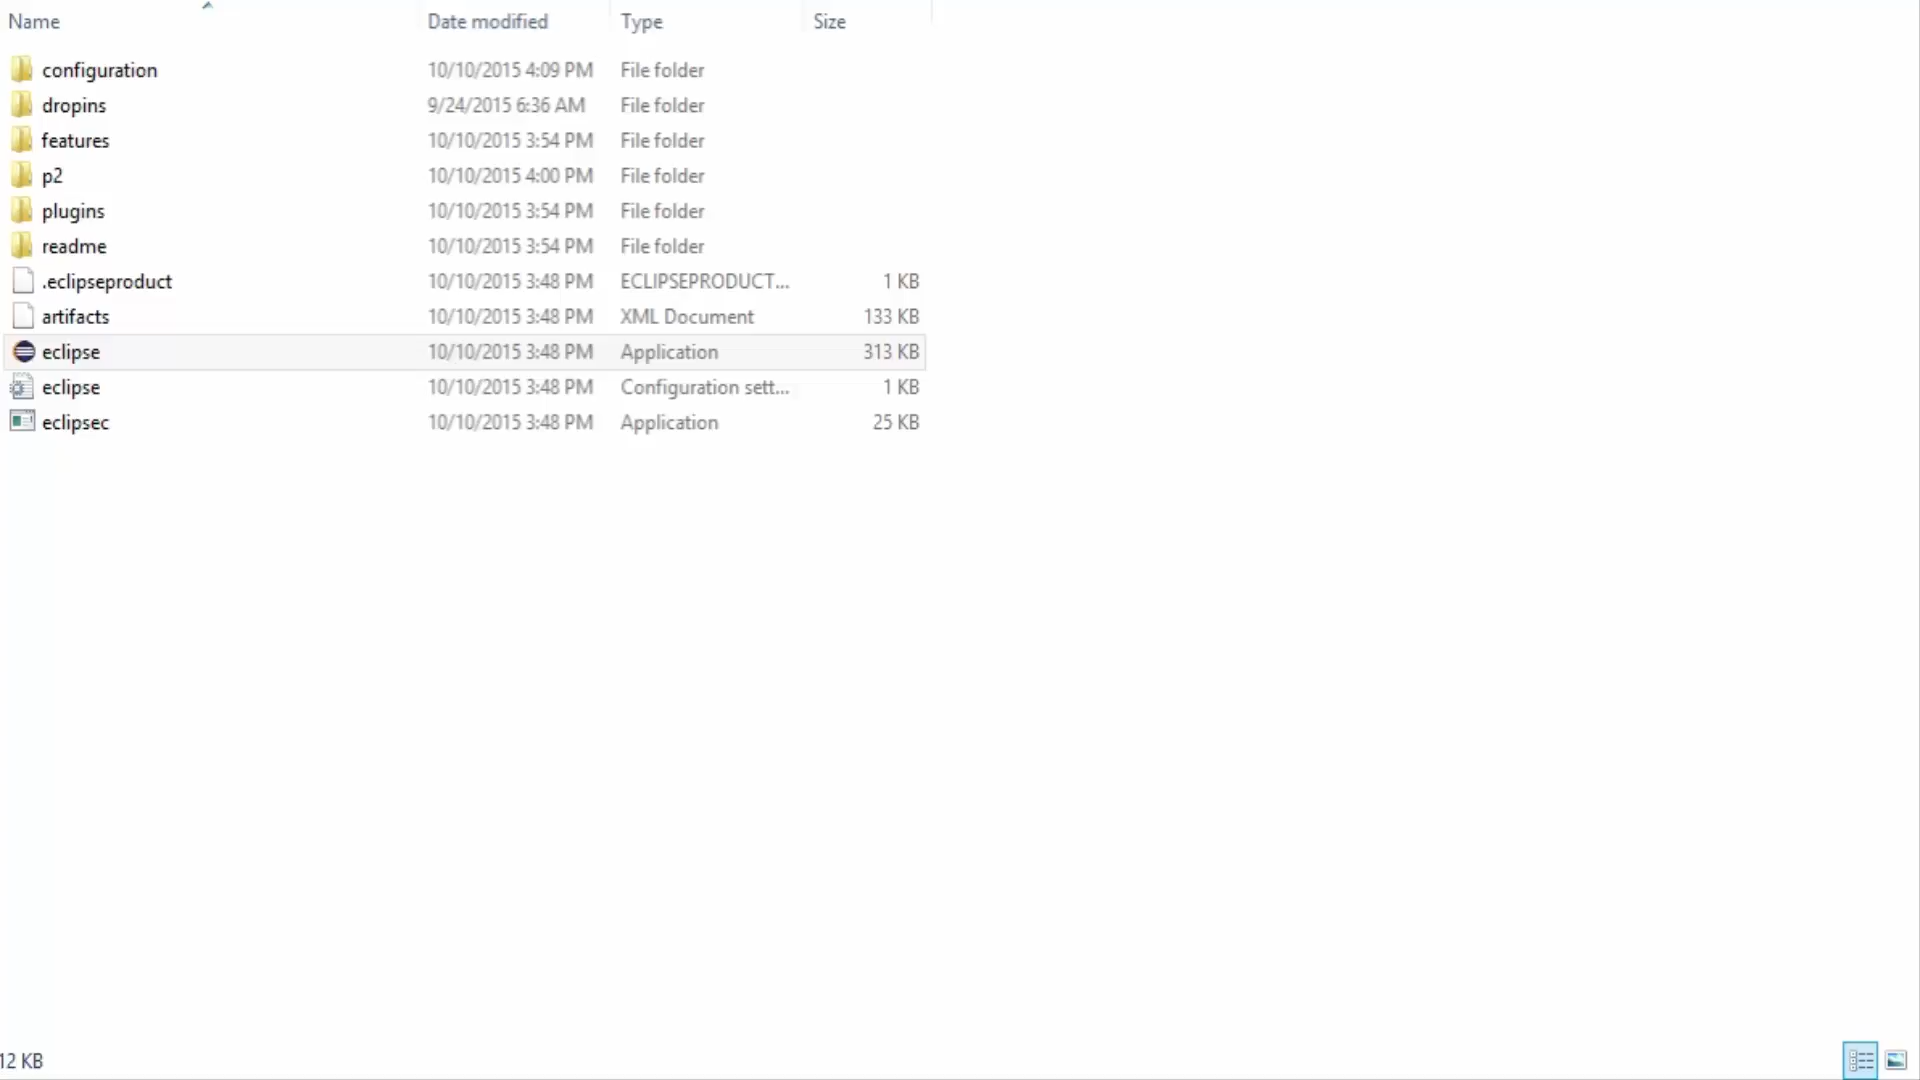 Name Date modified Type Size
configuration 10/10/2015 4:09 PM File folder
dropins 9/24/2015 6:36 AM File folder
features 10/10/2015 3:54 PM File folder
p2 10/10/2015 4:00 PM File folder
plugins 10/10/2015 3:54 PM File folder
readme 10/10/2015 3:54 PM File folder
.eclipseproduct 10/10/2015 3:48 PM ECLIPSEPRODUCT... 1 KB
artifacts 10/10/2015 3:48 PM XML Document 133 KB
eclipse 10/10/2015 3:48 PM Application 313 KB
eclipse 10/10/2015 3:48 PM Configuration sett... 1 KB
eclipsec 10/10/2015 3:48 PM Application 25 KB
12 KB